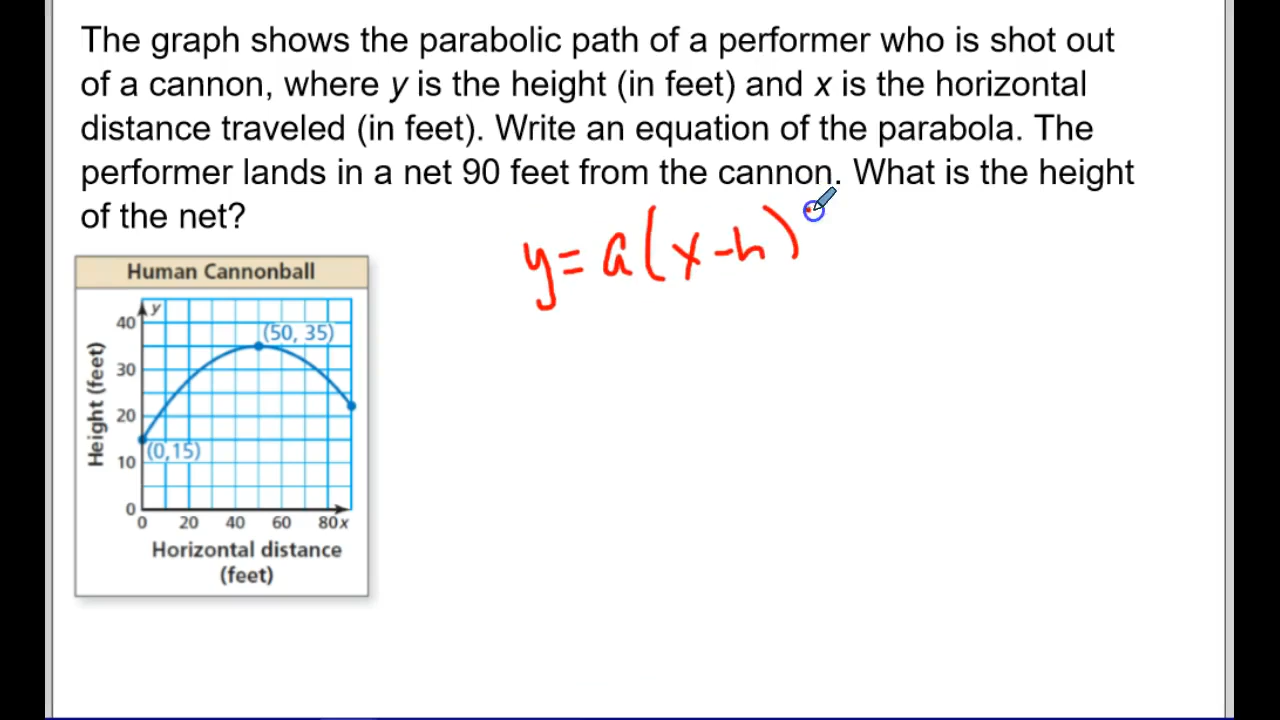 The graph shows the parabolic path of a performer who is shot out
of a cannon, where y is the height (in feet) and x is the horizontal
distance traveled (in feet). Write an equation of the parabola. The
performer lands in a net 90 feet from the cannon. What is the height
of the net?
y = a(x-h)
Human Cannonball
y
40
(50, 35)
30
20
(0,15)
10
0
Height (feet)
0 20 40 60 80 x
Horizontal distance
(feet)